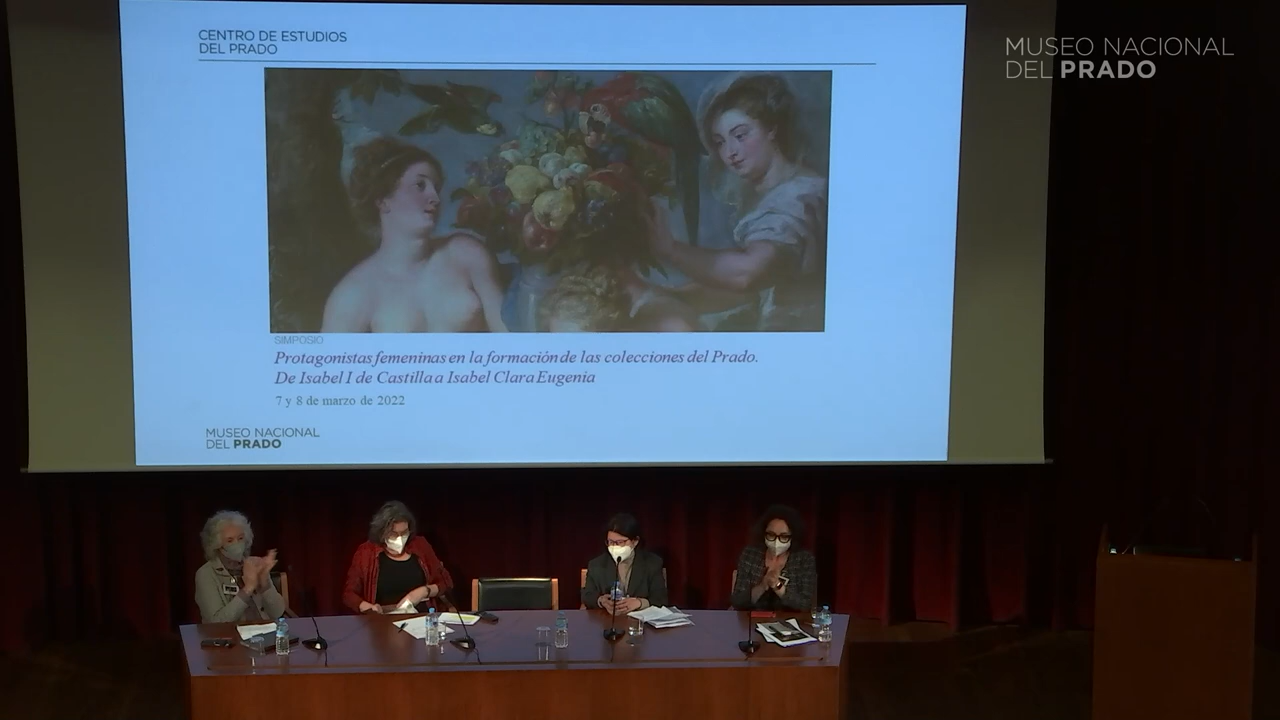 CENTRO DE ESTUDIOS
DEL PRADO
MUSEO NACIONAL
DEL PRADO
SIMPOSIO
Protagonistas femeninas en la formación de las colecciones del Prado.
De Isabel I de Castilla a Isabel Clara Eugenia
7 y 8 de marzo de 2022
MUSEO NACIONAL
DEL PRADO